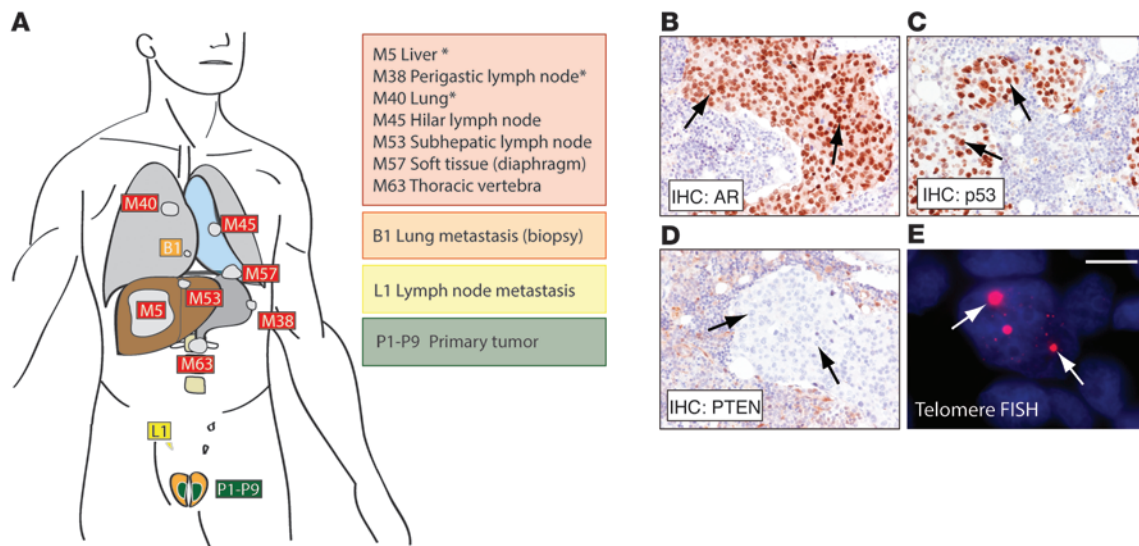 A
M40
M45
B1
M57
M5
M53
M38
M63
L1
P1-P9
M5 Liver *
M38 Perigastic lymph node*
M40 Lung*
M45 Hilar lymph node
M53 Subhepatic lymph node
M57 Soft tissue (diaphragm)
M63 Thoracic vertebra
B1 Lung metastasis (biopsy)
L1 Lymph node metastasis
P1-P9 Primary tumor
B
IHC: AR
C
IHC: p53
D
IHC: PTEN
E
Telomere FISH